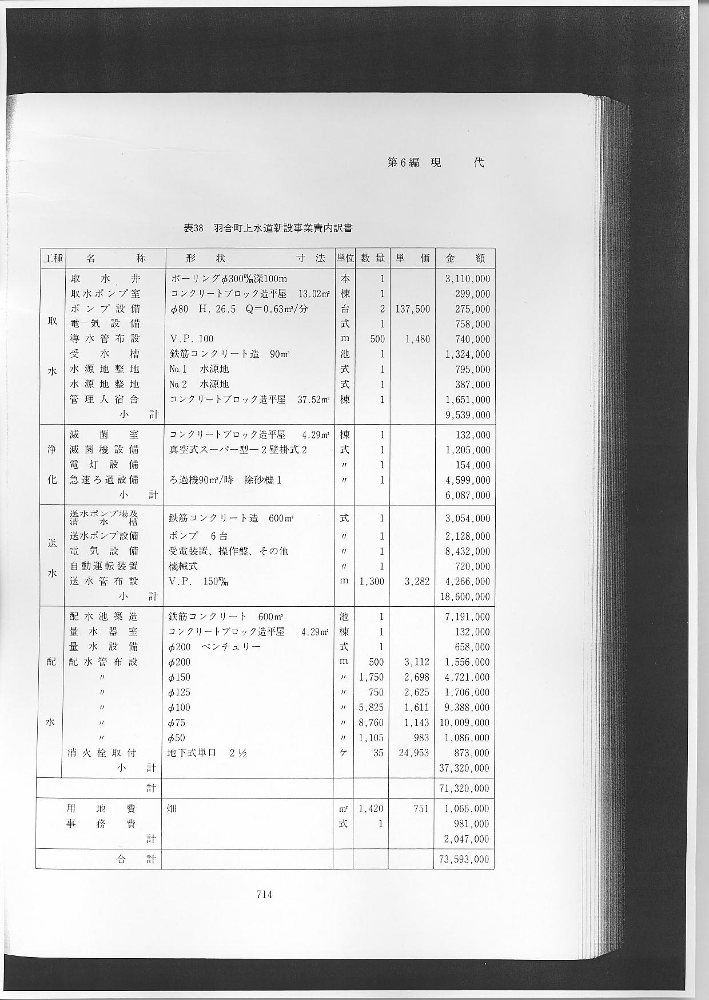 第6編 現 代
表38 羽合町上水道新設事業費内訳書
工種 名 称 形 状 寸 法 単位 数量 単 価 金 額
取水
取水井 ボーリングφ300㎜深100m 本 1 3,110,000
取水ポンプ室 コンクリートブロック造平屋 13.02m² 棟 1 299,000
ポンプ設備 φ80 H. 26.5 Q=0.63m³/分 台 2 137,500 275,000
電気設備 式 1 758,000
導水管布設 V.P. 100 m 500 1,480 740,000
受水槽 鉄筋コンクリート造 90m³ 池 1 1,324,000
水源地整地 No.1 水源地 式 1 795,000
水源地整地 No.2 水源地 式 1 387,000
管理人宿舎 コンクリートブロック造平屋 37.52m³ 棟 1 1,651,000
小計 9,539,000
浄化
滅菌室 コンクリートブロック造平屋 4.29m² 棟 1 132,000
滅菌機設備 真空式スーパー型―2壁掛式2 式 1 1,205,000
電灯設備 〃 1 154,000
急速ろ過設備 ろ過機90m³/時 除砂機1 〃 1 4,599,000
小計 6,087,000
送水
送水ポンプ場及
清水槽 鉄筋コンクリート造 600m² 式 1 3,054,000
送水ポンプ設備 ポンプ 6台 〃 1 2,128,000
電気設備 受電装置、操作盤、その他 〃 1 8,432,000
自動運転装置 機械式 〃 1 720,000
送水管布設 V.P. 150㎜ m 1,300 3,282 4,266,000
小計 18,600,000
配水
配水池築造 鉄筋コンクリート 600m³ 池 1 7,191,000
量水器室 コンクリートブロック造平屋 4.29m² 棟 1 132,000
量水設備 φ200 ベンチュリー 式 1 658,000
配水管布設 φ200 m 500 3,112 1,556,000
〃 φ150 〃 1,750 2,698 4,721,000
〃 φ125 〃 750 2,625 1,706,000
〃 φ100 〃 5,825 1,611 9,388,000
〃 φ75 〃 8,760 1,143 10,009,000
〃 φ50 〃 1,105 983 1,086,000
消火栓取付 地下式単口 2½ ケ 35 24,953 873,000
小計 37,320,000
計 71,320,000
用地費 畑 m² 1,420 751 1,066,000
事務費 式 1 981,000
計 2,047,000
合計 73,593,000
714